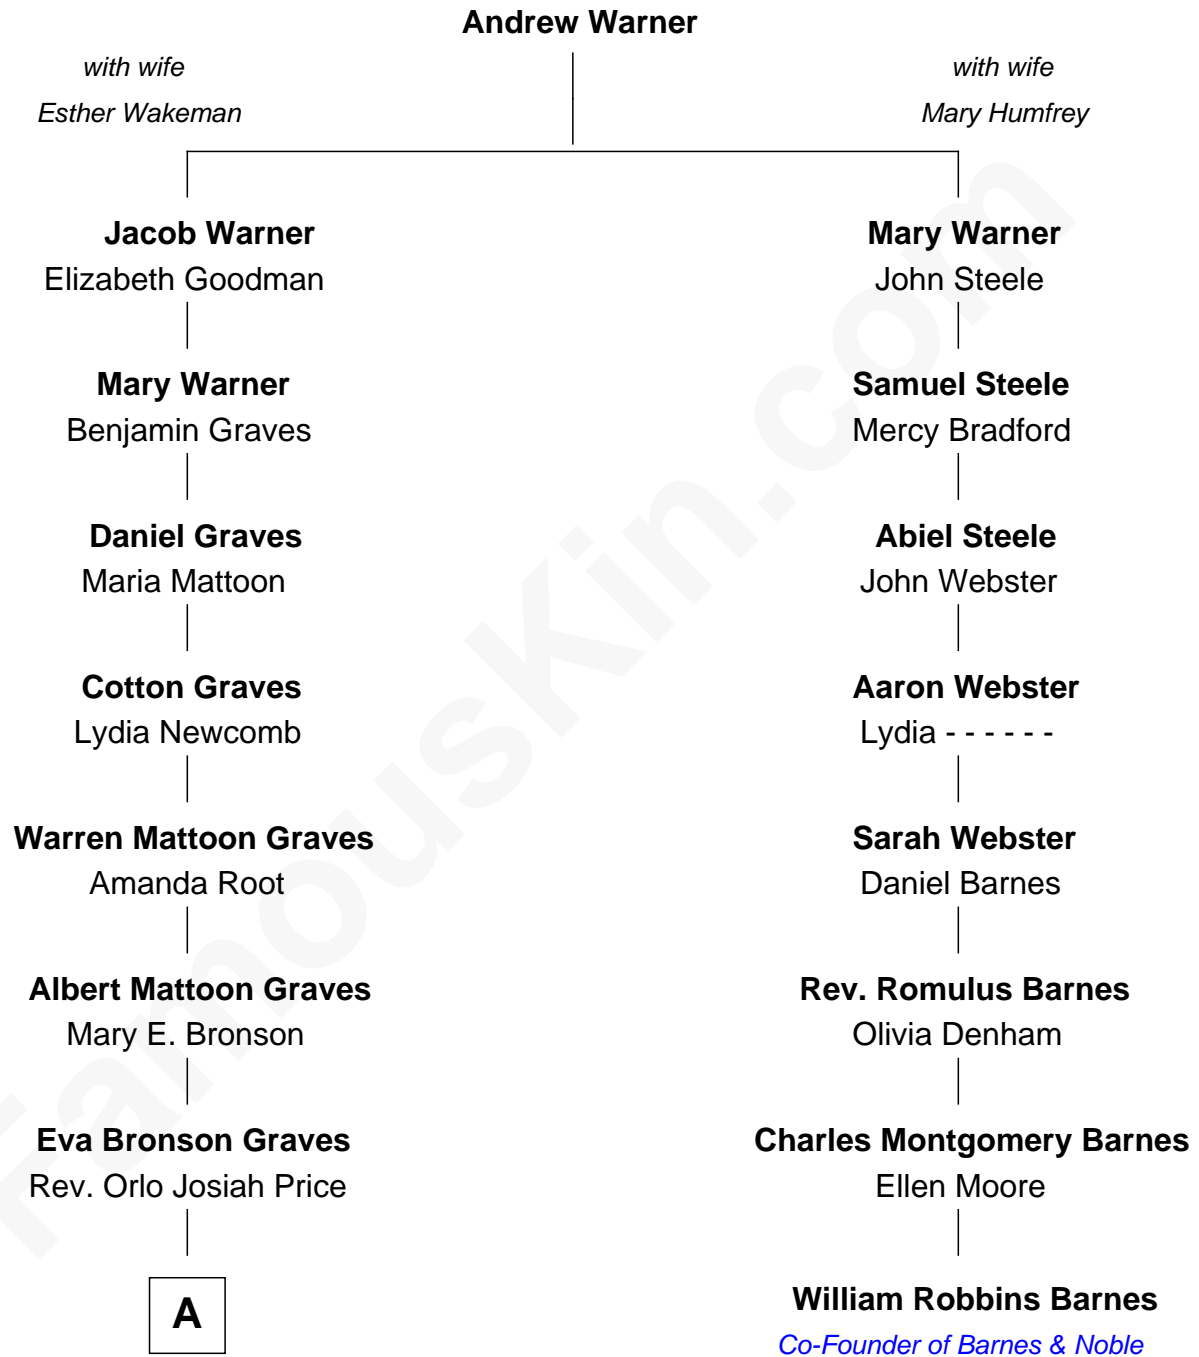 Andrew Warner
with wife
Esther Wakeman
with wife
Mary Humfrey
Jacob Warner
Elizabeth Goodman
Mary Warner
John Steele
Mary Warner
Benjamin Graves
Samuel Steele
Mercy Bradford
Daniel Graves
Maria Mattoon
Abiel Steele
John Webster
Cotton Graves
Lydia Newcomb
Aaron Webster
Lydia - - - - - -
Warren Mattoon Graves
Amanda Root
Sarah Webster
Daniel Barnes
Albert Mattoon Graves
Mary E. Bronson
Rev. Romulus Barnes
Olivia Denham
Eva Bronson Graves
Rev. Orlo Josiah Price
Charles Montgomery Barnes
Ellen Moore
A
William Robbins Barnes
Co-Founder of Barnes & Noble
FamousKin.com